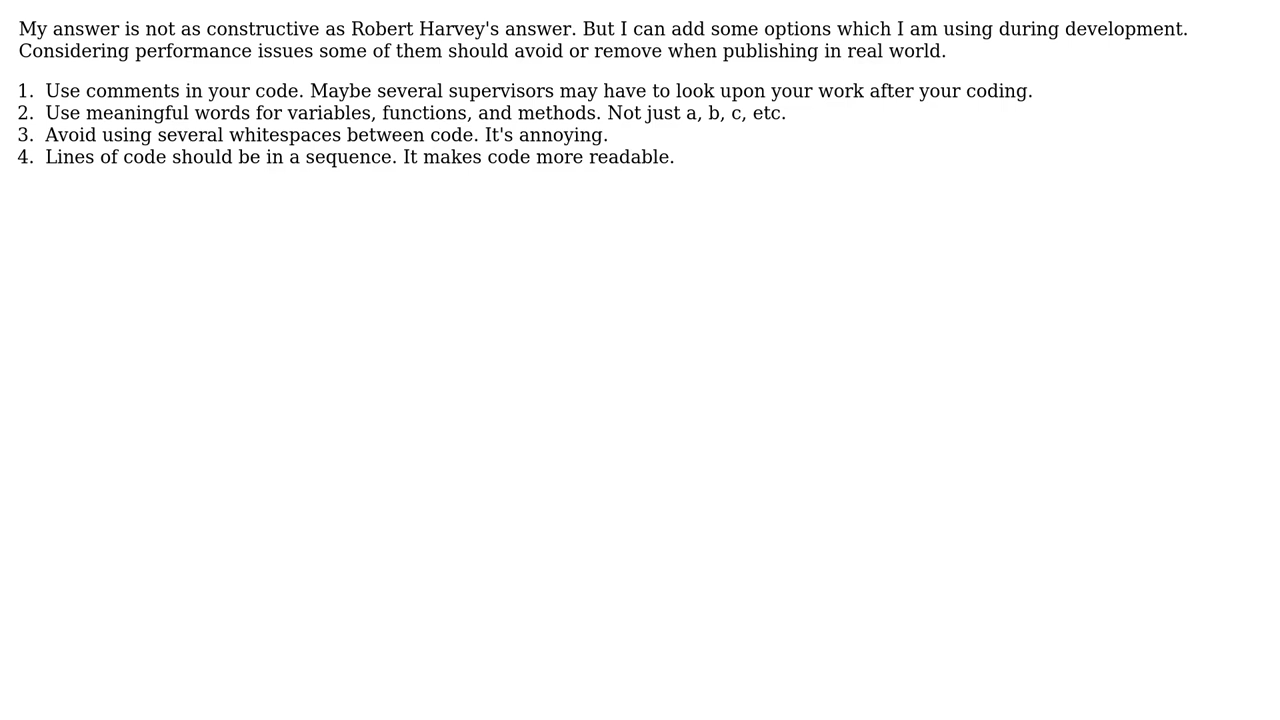 My answer is not as constructive as Robert Harvey's answer. But I can add some options which I am using during development.
Considering performance issues some of them should avoid or remove when publishing in real world.
1. Use comments in your code. Maybe several supervisors may have to look upon your work after your coding.
2. Use meaningful words for variables, functions, and methods. Not just a, b, c, etc.
3. Avoid using several whitespaces between code. It's annoying.
4. Lines of code should be in a sequence. It makes code more readable.